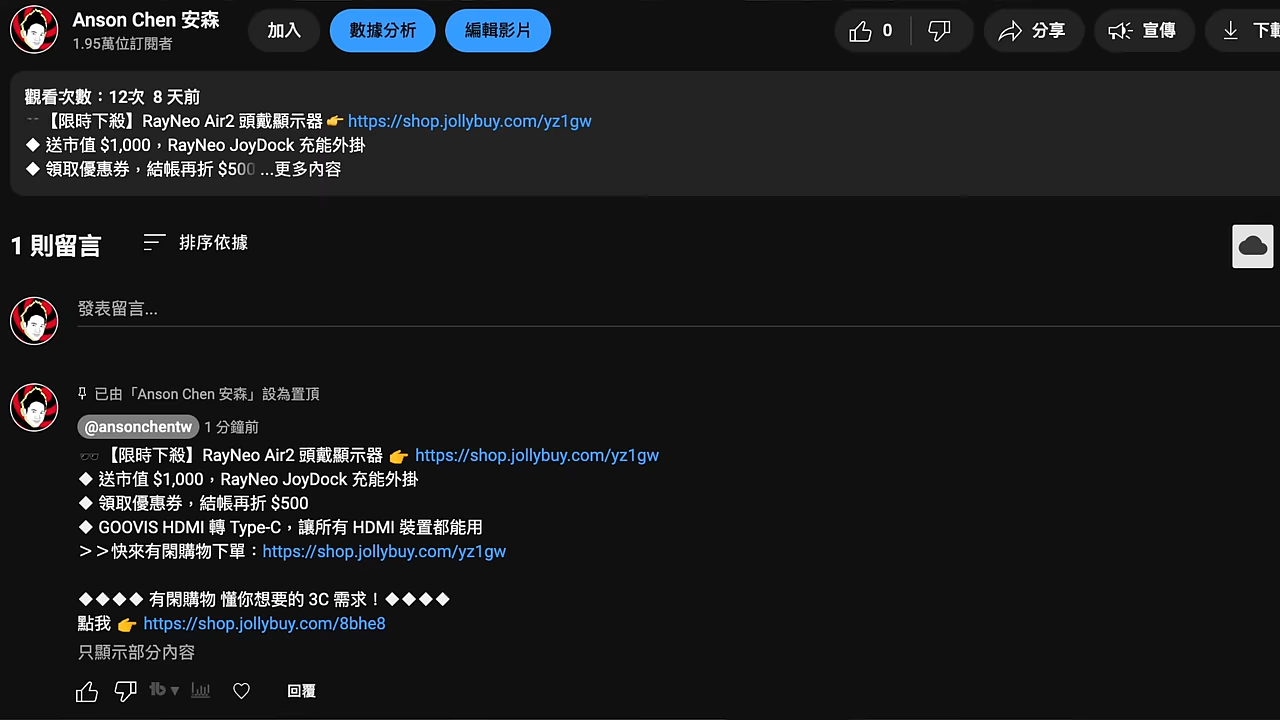 Anson Chen 安森
1.95萬位訂閱者
加入
數據分析
編輯影片
0
分享
宣傳
下載
觀看次數：12次 8 天前
【限時下殺】RayNeo Air2 頭戴顯示器 👉 https://shop.jollybuy.com/yz1gw
◆ 送市值 $1,000，RayNeo JoyDock 充能外掛
◆ 領取優惠券，結帳再折 $500 ...更多內容
1 則留言
排序依據
發表留言...
已由「Anson Chen 安森」設為置頂
@ansonchentw 1 分鐘前
🕶️ 【限時下殺】RayNeo Air2 頭戴顯示器 👉 https://shop.jollybuy.com/yz1gw
◆ 送市值 $1,000，RayNeo JoyDock 充能外掛
◆ 領取優惠券，結帳再折 $500
◆ GOOVIS HDMI 轉 Type-C，讓所有 HDMI 裝置都能用
＞＞快來有閑購物下單：https://shop.jollybuy.com/yz1gw
◆◆◆◆ 有閑購物 懂你想要的 3C 需求！◆◆◆◆
點我 👉 https://shop.jollybuy.com/8bhe8
只顯示部分內容
tb
回覆